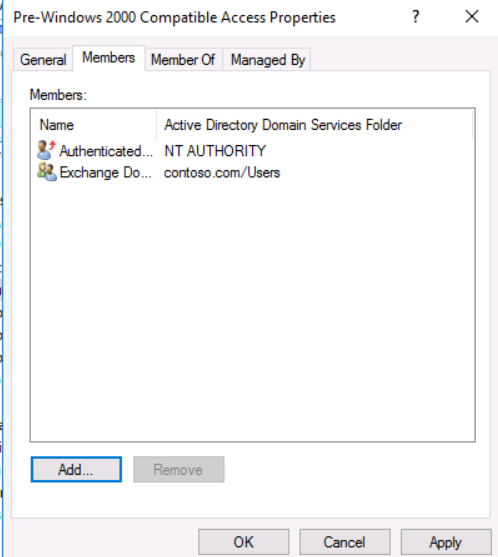 Pre-Windows 2000 Compatible Access Properties ? ×
General Members Member Of Managed By
Members:
Name Active Directory Domain Services Folder
Authenticated... NT AUTHORITY
Exchange Do... contoso.com/Users
Add... Remove
OK Cancel Apply